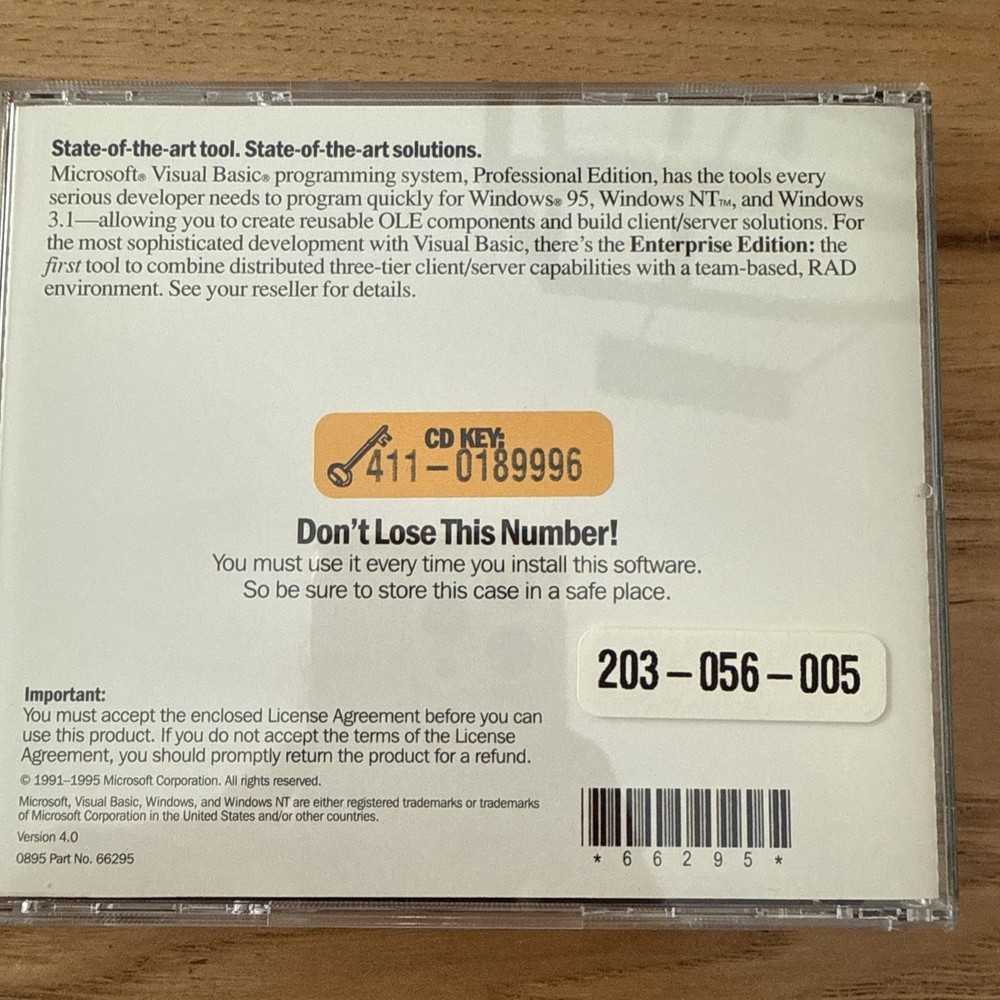 State-of-the-art tool. State-of-the-art solutions.
Microsoft® Visual Basic® programming system, Professional Edition, has the tools every
serious developer needs to program quickly for Windows® 95, Windows NT™, and Windows
3.1—allowing you to create reusable OLE components and build client/server solutions. For
the most sophisticated development with Visual Basic, there's the Enterprise Edition: the
first tool to combine distributed three-tier client/server capabilities with a team-based, RAD
environment. See your reseller for details.
CD KEY:
411-0189996
Don't Lose This Number!
You must use it every time you install this software.
So be sure to store this case in a safe place.
203-056-005
Important:
You must accept the enclosed License Agreement before you can
use this product. If you do not accept the terms of the License
Agreement, you should promptly return the product for a refund.
© 1991–1995 Microsoft Corporation. All rights reserved.
Microsoft, Visual Basic, Windows, and Windows NT are either registered trademarks or trademarks
of Microsoft Corporation in the United States and/or other countries.
Version 4.0
0895 Part No. 66295
*66295*